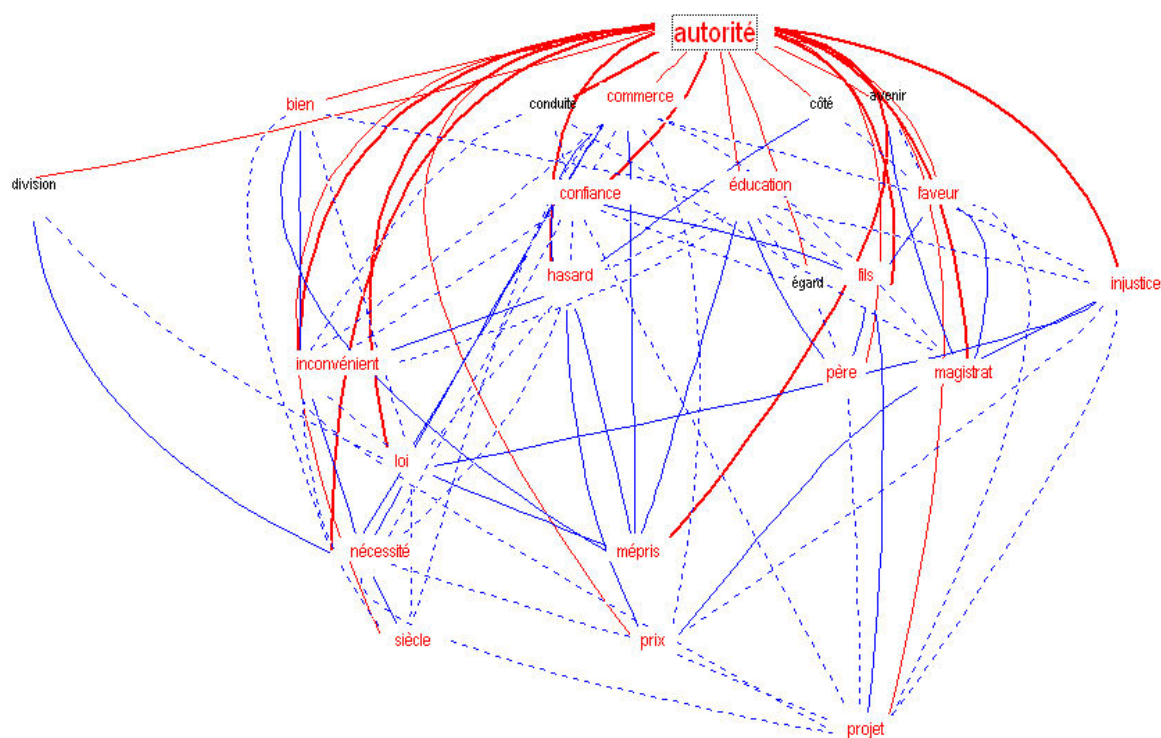 autorité
bien
conduite
commerce
côté
avenir
division
confiance
éducation
faveur
hasard
égard
fils
injustice
inconvénient
père
magistrat
loi
nécessité
mépris
siècle
prix
projet